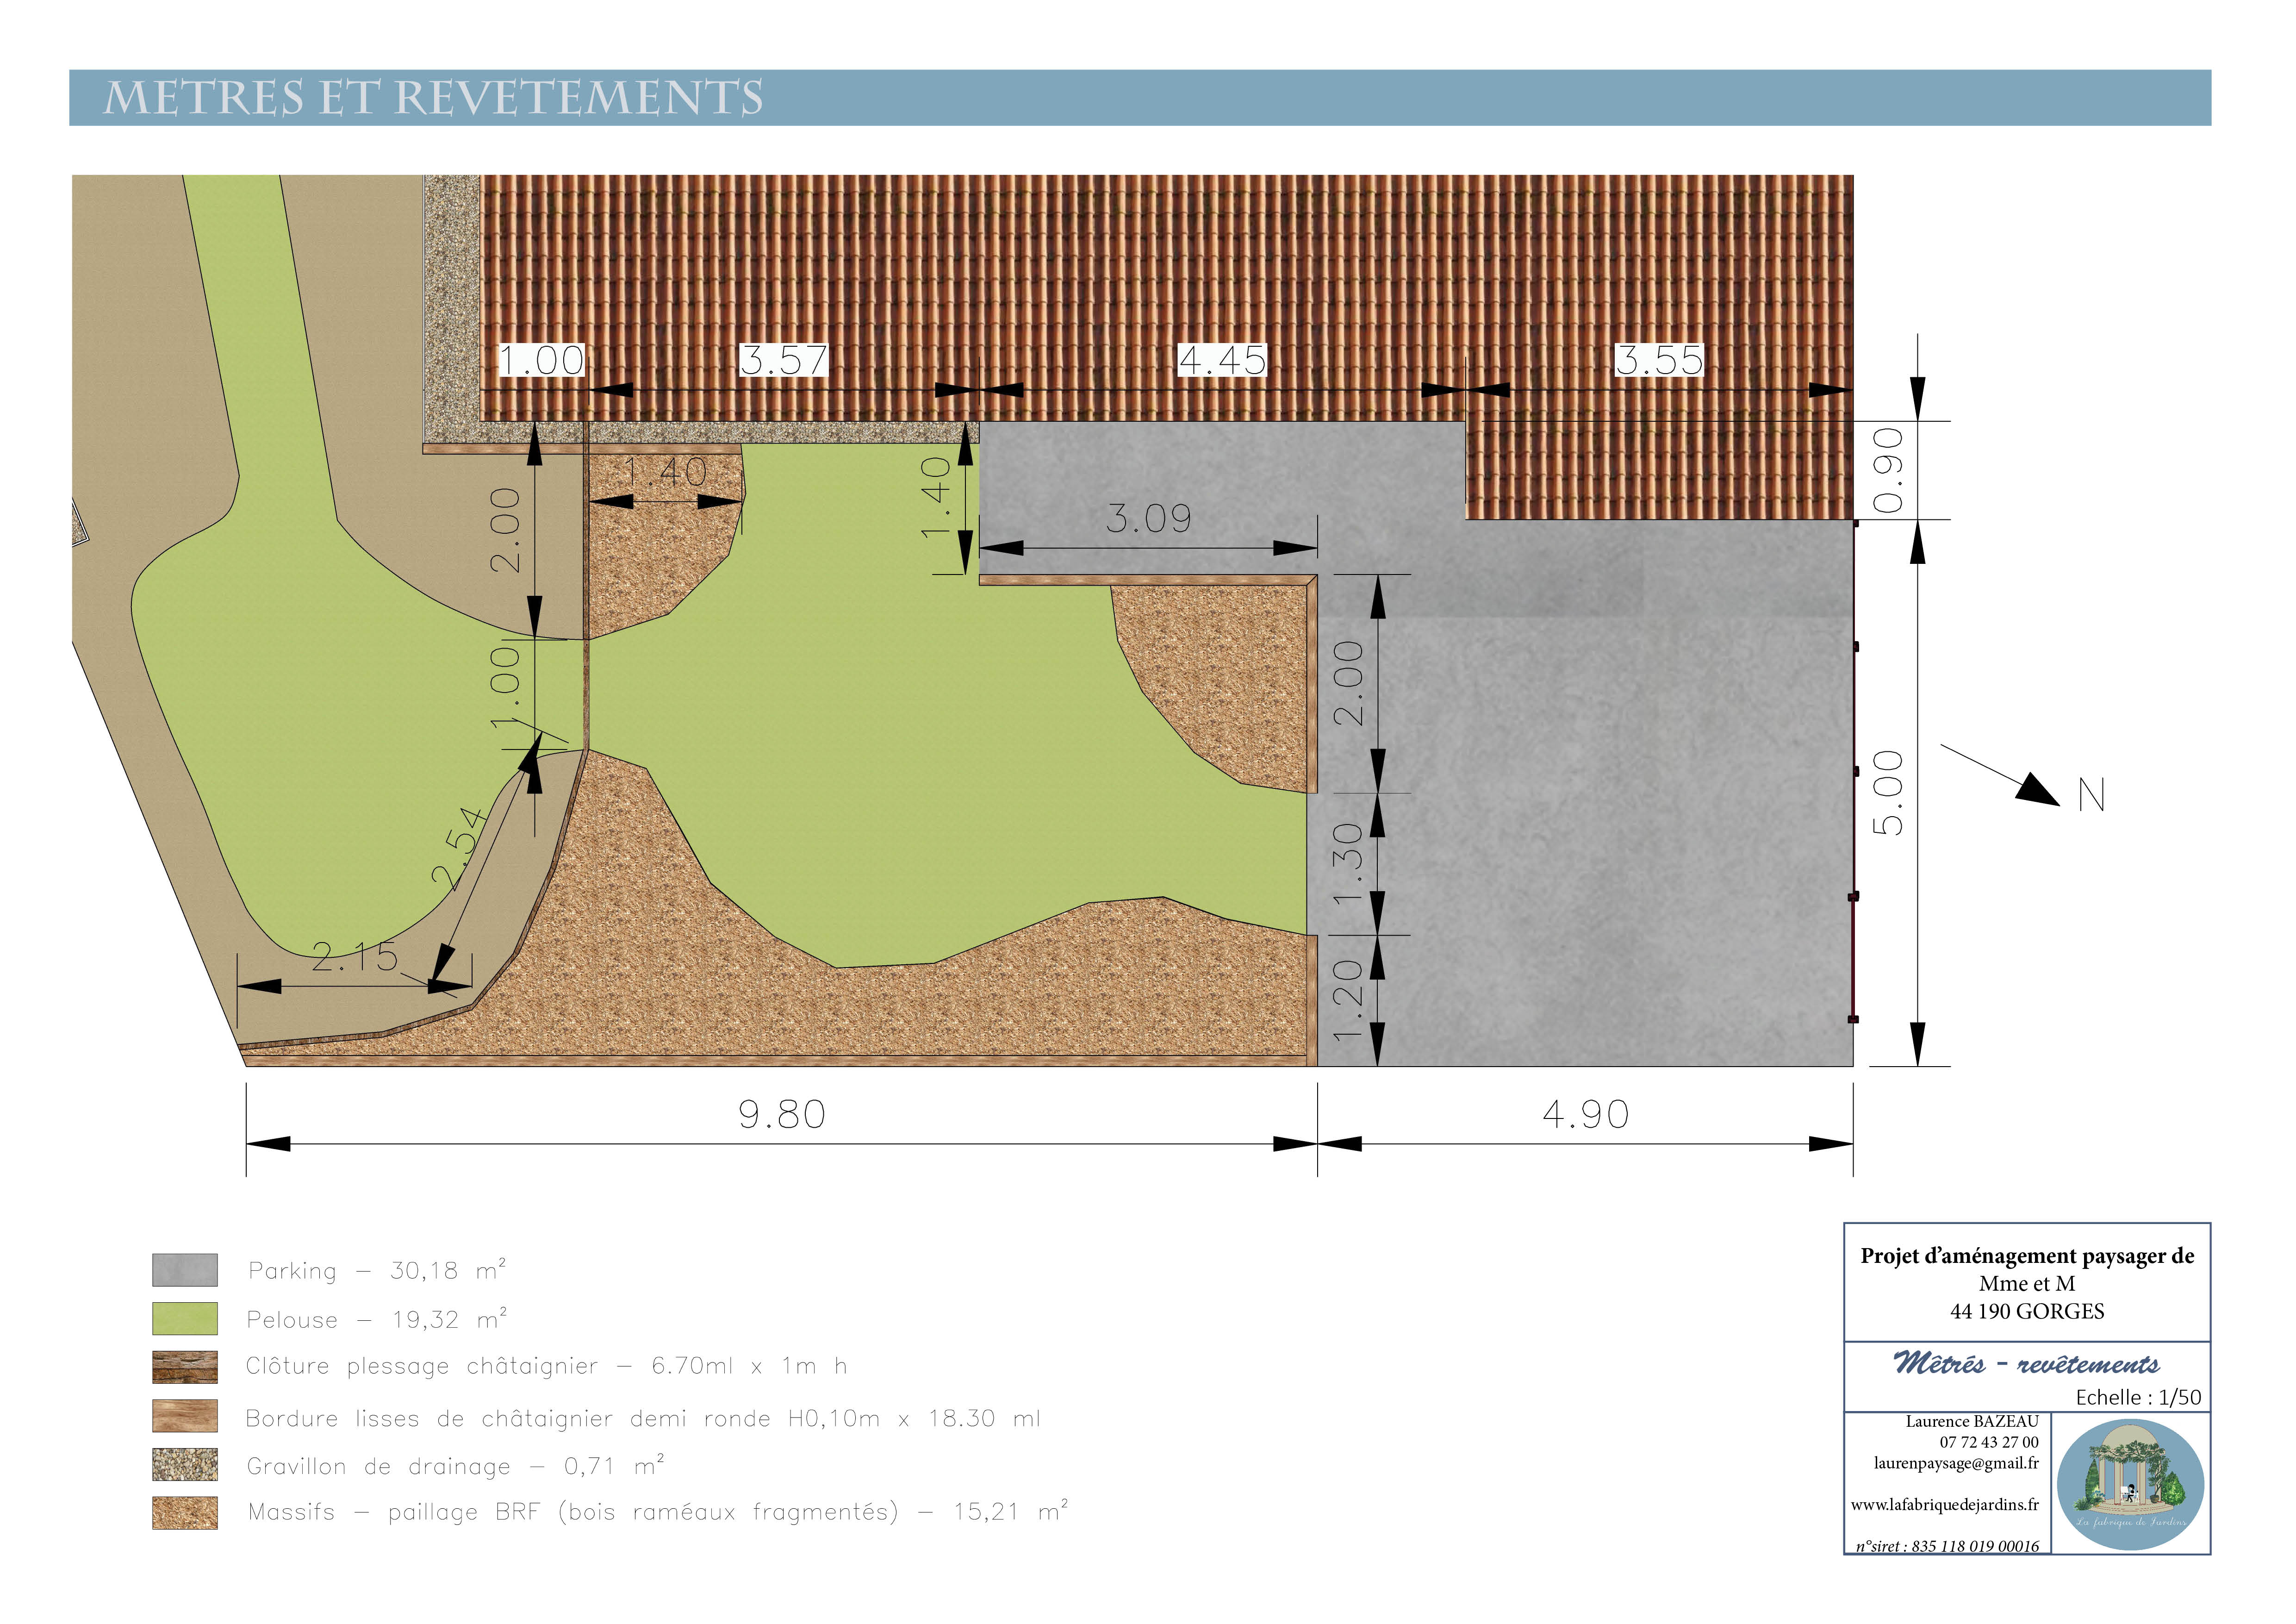 METRES ET REVETEMENTS
1.00
3.57
4.45
3.55
0.90
1.40
1.40
2.00
3.09
2.00
1.00
5.00
N
2.54
1.30
2.15
1.20
9.80
4.90
Parking – 30,18 m²
Pelouse – 19,32 m²
Clôture plessage châtaignier – 6.70ml x 1m h
Bordure lisses de châtaignier demi ronde H0,10m x 18.30 ml
Gravillon de drainage – 0,71 m²
Massifs – paillage BRF (bois raméaux fragmentés) – 15,21 m²
Projet d’aménagement paysager de
Mme et M
44 190 GORGES
Mêtrés - revêtements
Echelle : 1/50
Laurence BAZEAU
07 72 43 27 00
laurenpaysage@gmail.fr
www.lafabriquedejardins.fr
n°siret : 835 118 019 00016
La fabrique de Jardins